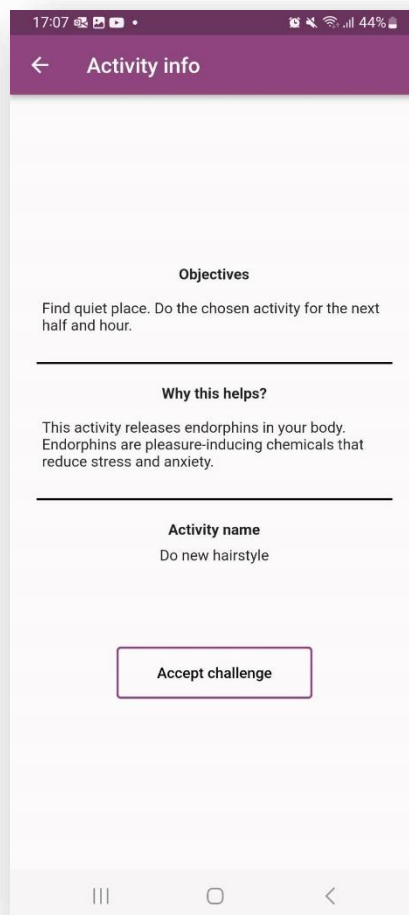 17:07 44%
Activity info
Objectives
Find quiet place. Do the chosen activity for the next
half and hour.
Why this helps?
This activity releases endorphins in your body.
Endorphins are pleasure-inducing chemicals that
reduce stress and anxiety.
Activity name
Do new hairstyle
Accept challenge